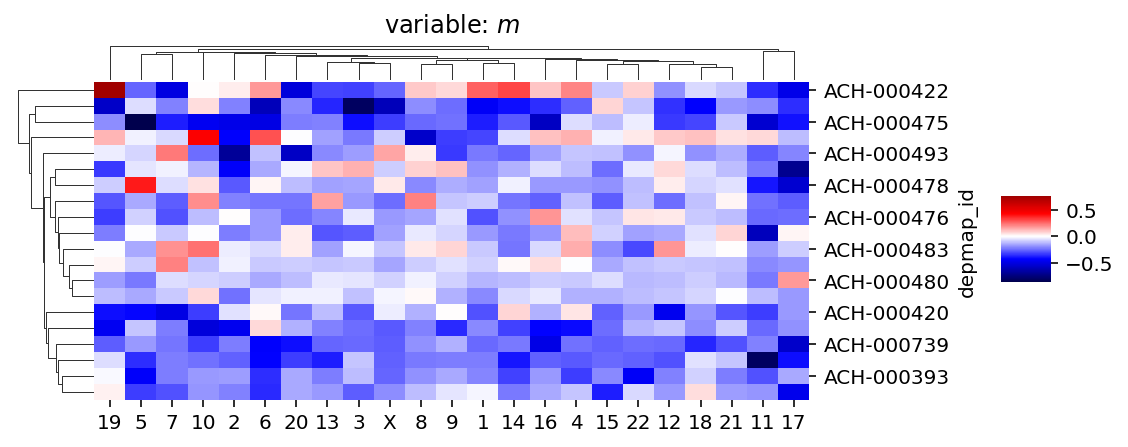 variable: m
ACH-000422
ACH-000475
ACH-000493
ACH-000478
ACH-000476
ACH-000483
ACH-000480
ACH-000420
ACH-000739
ACH-000393
depmap_id
0.5
0.0
−0.5
19 5 7 10 2 6 20 13 3 X 8 9 1 14 16 4 15 22 12 18 21 11 17